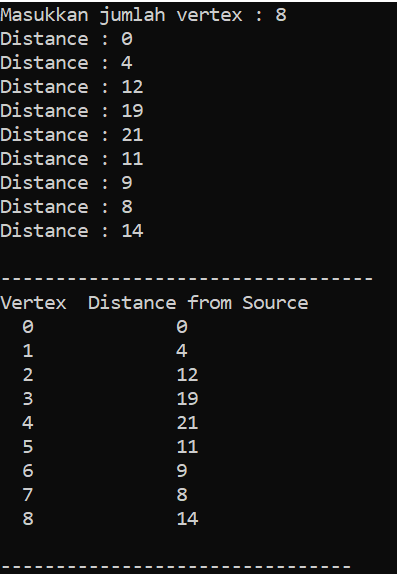 Masukkan jumlah vertex : 8
Distance : 0
Distance : 4
Distance : 12
Distance : 19
Distance : 21
Distance : 11
Distance : 9
Distance : 8
Distance : 14
----------------------------------
Vertex  Distance from Source
  0             0
  1             4
  2             12
  3             19
  4             21
  5             11
  6             9
  7             8
  8             14
--------------------------------